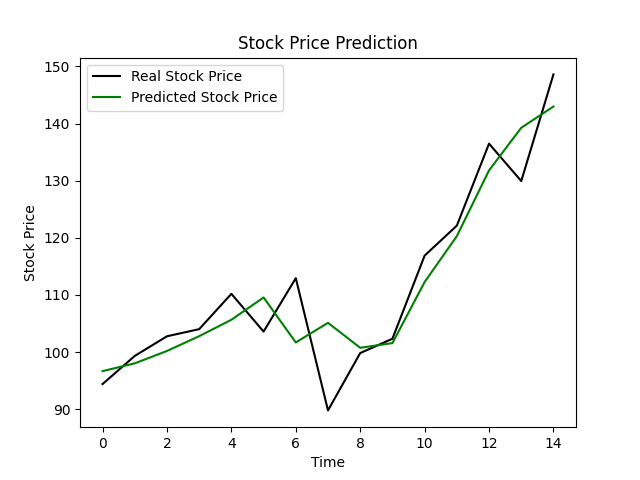 Stock Price Prediction
Real Stock Price
Predicted Stock Price
Stock Price
150
140
130
120
110
100
90
0 2 4 6 8 10 12 14
Time